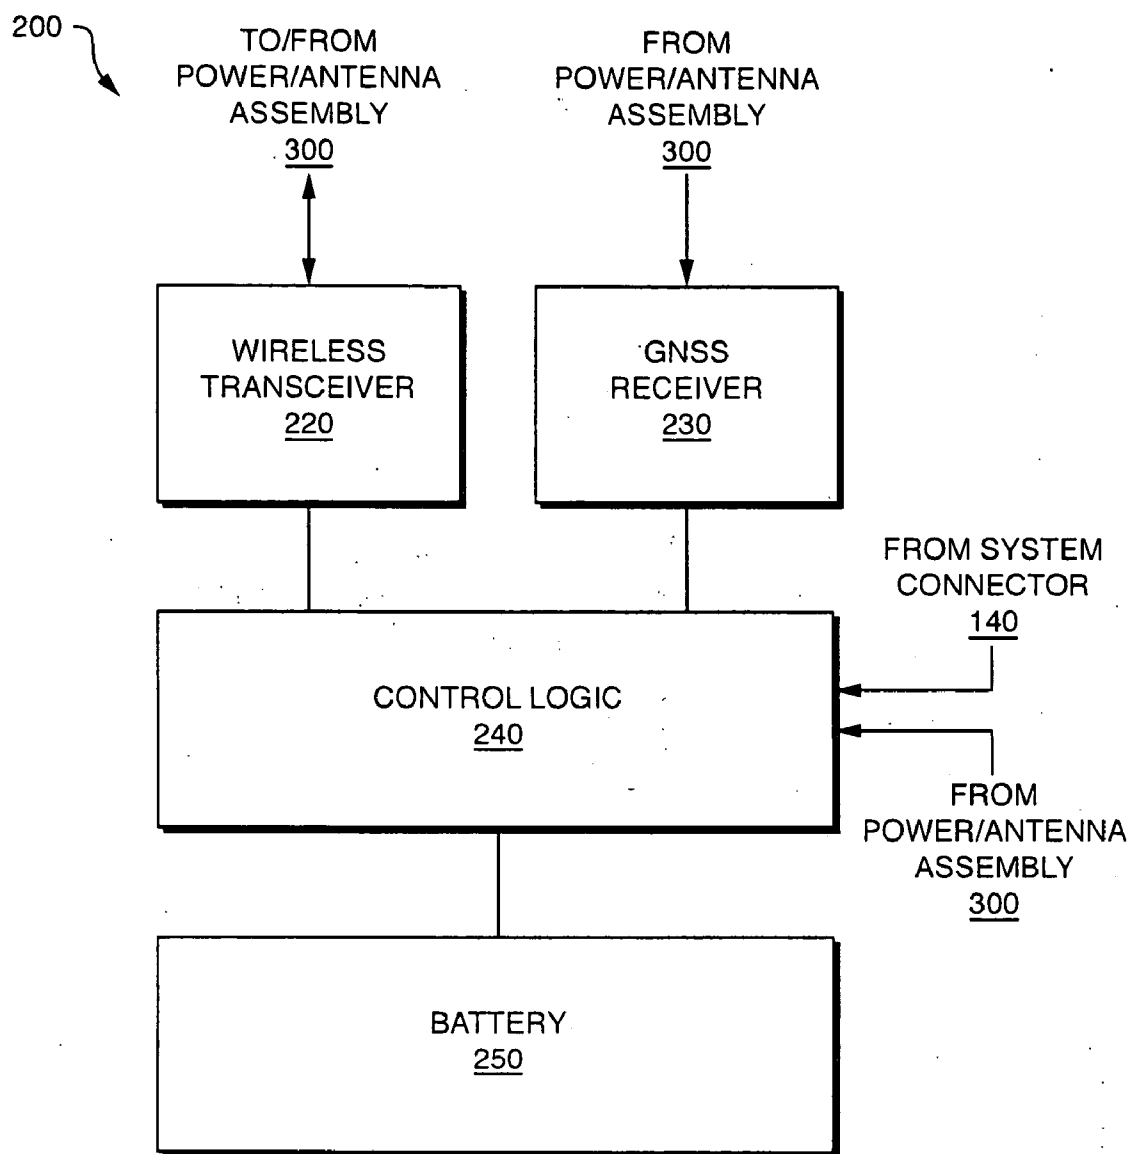 200
TO/FROM
POWER/ANTENNA
ASSEMBLY
300
FROM
POWER/ANTENNA
ASSEMBLY
300
WIRELESS
TRANSCEIVER
220
GNSS
RECEIVER
230
FROM SYSTEM
CONNECTOR
140
CONTROL LOGIC
240
FROM
POWER/ANTENNA
ASSEMBLY
300
BATTERY
250